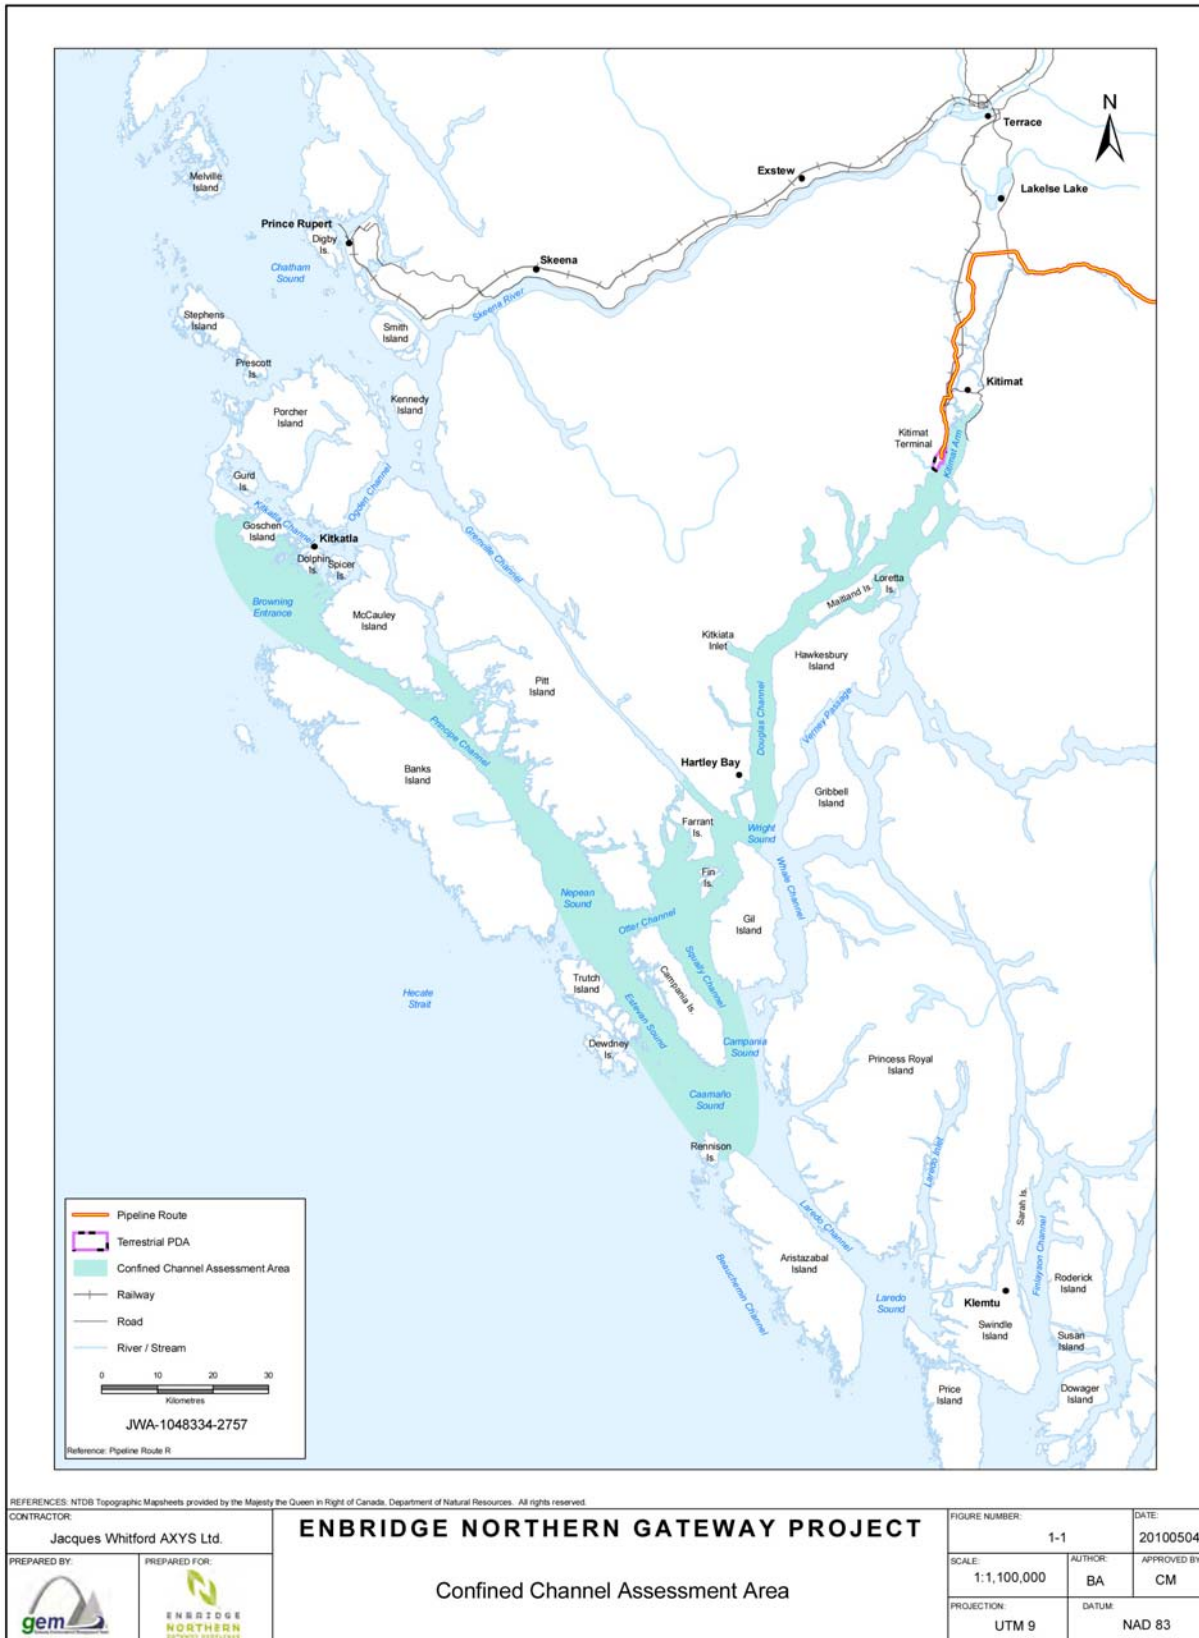 N
Terrace
Exstew
Lakelse Lake
Melville
Island
Prince Rupert
Digby
Is.
Chatham
Sound
Skeena
Skeena River
Stephens
Island
Smith
Island
Prescott
Is.
Kennedy
Island
Porcher
Island
Kitimat
Kitimat
Terminal
Kitimat Arm
Gurd
Is.
Ogden Channel
Kitkatla Channel
Goschen
Island
Kitkatla
Dolphin
Is.
Spicer
Is.
Grenville Channel
Browning
Entrance
McCauley
Island
Maitland Is.
Loretta
Is.
Kitkiata
Inlet
Hawkesbury
Island
Pitt
Island
Principe Channel
Douglas Channel
Verney Passage
Banks
Island
Hartley Bay
Gribbell
Island
Farrant
Is.
Wright
Sound
Fin
Is.
Whale Channel
Nepean
Sound
Otter Channel
Gil
Island
Squally Channel
Trutch
Island
Campania Is.
Hecate
Strait
Estevan Sound
Dewdney
Is.
Campania
Sound
Princess Royal
Island
Caamaño
Sound
Rennison
Is.
Laredo Inlet
Laredo Channel
Sarah Is.
Finlayson Channel
Aristazabal
Island
Beauchemin Channel
Laredo
Sound
Klemtu
Swindle
Island
Roderick
Island
Susan
Island
Price
Island
Dowager
Island
Pipeline Route
Terrestrial PDA
Confined Channel Assessment Area
Railway
Road
River / Stream
0 10 20 30
Kilometres
JWA-1048334-2757
Reference: Pipeline Route R
REFERENCES: NTDB Topographic Mapsheets provided by the Majesty the Queen in Right of Canada, Department of Natural Resources. All rights reserved.
CONTRACTOR:
Jacques Whitford AXYS Ltd.
PREPARED BY:
gem
PREPARED FOR:
ENBRIDGE
NORTHERN
ENBRIDGE NORTHERN GATEWAY PROJECT
Confined Channel Assessment Area
FIGURE NUMBER:
1-1
DATE:
20100504
SCALE:
1:1,100,000
AUTHOR:
BA
APPROVED BY:
CM
PROJECTION:
UTM 9
DATUM:
NAD 83